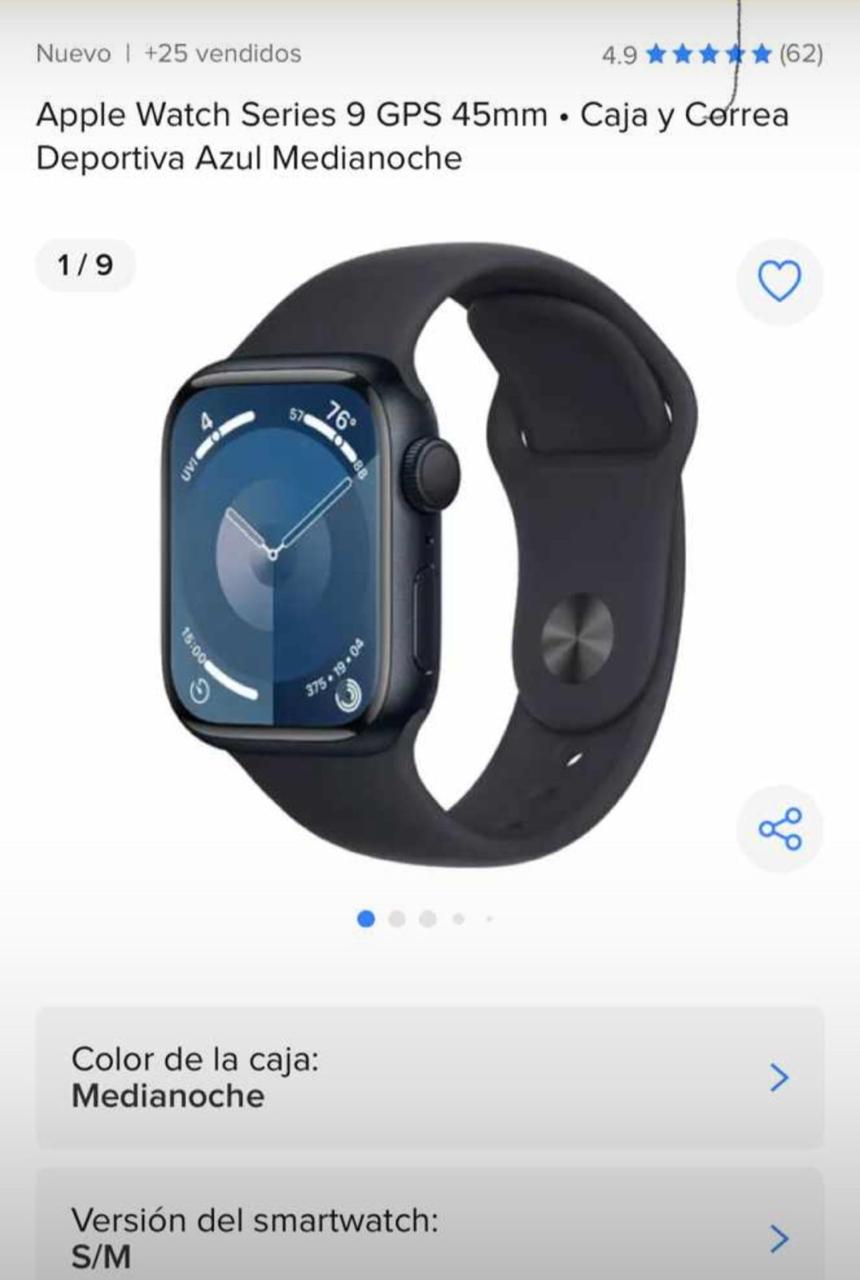 Nuevo | +25 vendidos
4.9 ★★★★★ (62)
Apple Watch Series 9 GPS 45mm • Caja y Correa
Deportiva Azul Medianoche
1 / 9
4
UVI
57
76°
88
15:00
375•19•04
Color de la caja:
Medianoche
Versión del smartwatch:
S/M